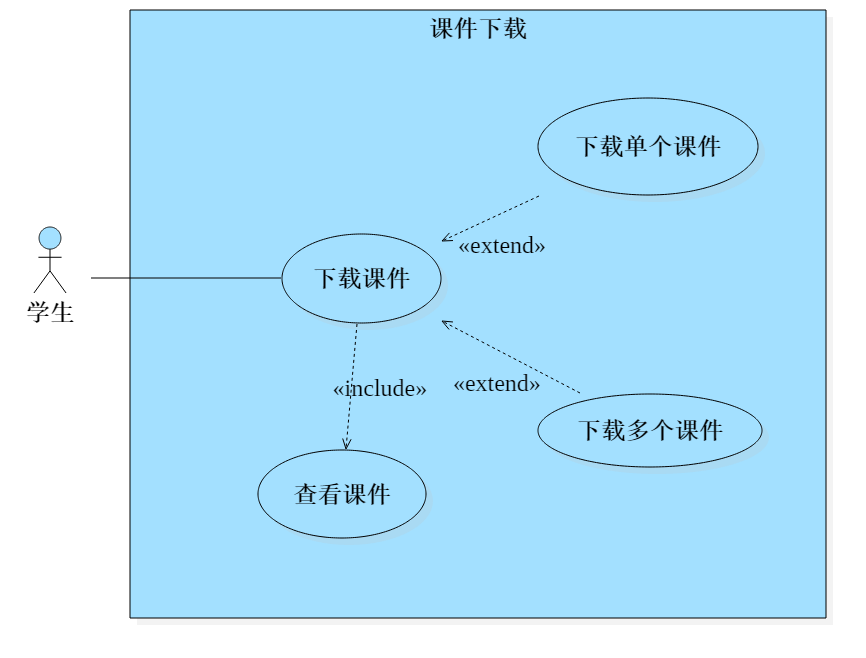 课件下载
下载单个课件
«extend»
下载课件
学生
«include»
«extend»
下载多个课件
查看课件